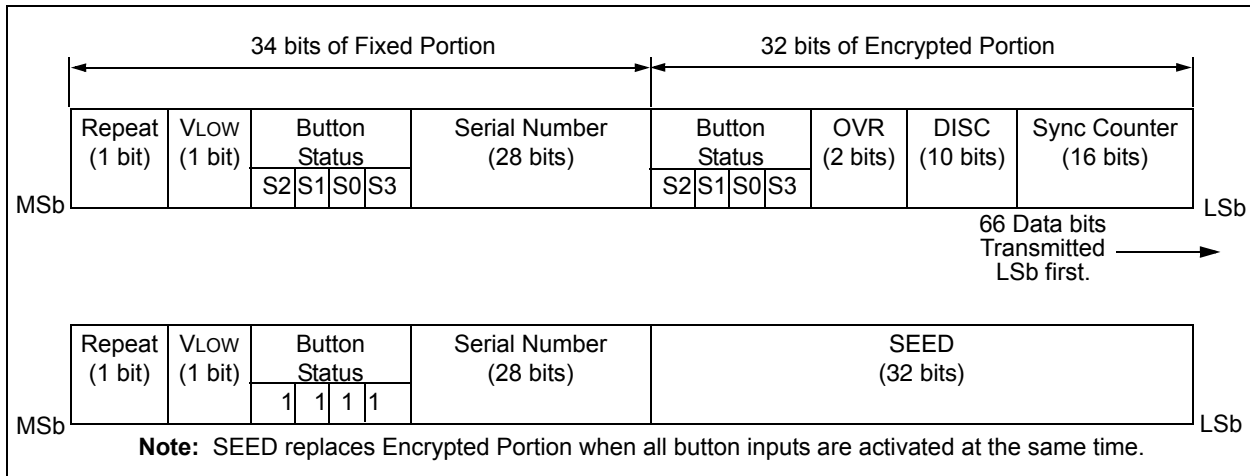 34 bits of Fixed Portion 32 bits of Encrypted Portion
Repeat VLOW Button Serial Number Button OVR DISC Sync Counter
(1 bit) (1 bit) Status (28 bits) Status (2 bits) (10 bits) (16 bits)
S2 S1 S0 S3 S2 S1 S0 S3
MSb LSb
66 Data bits
Transmitted
LSb first.
Repeat VLOW Button Serial Number SEED
(1 bit) (1 bit) Status (28 bits) (32 bits)
1 1 1 1
MSb LSb
Note: SEED replaces Encrypted Portion when all button inputs are activated at the same time.